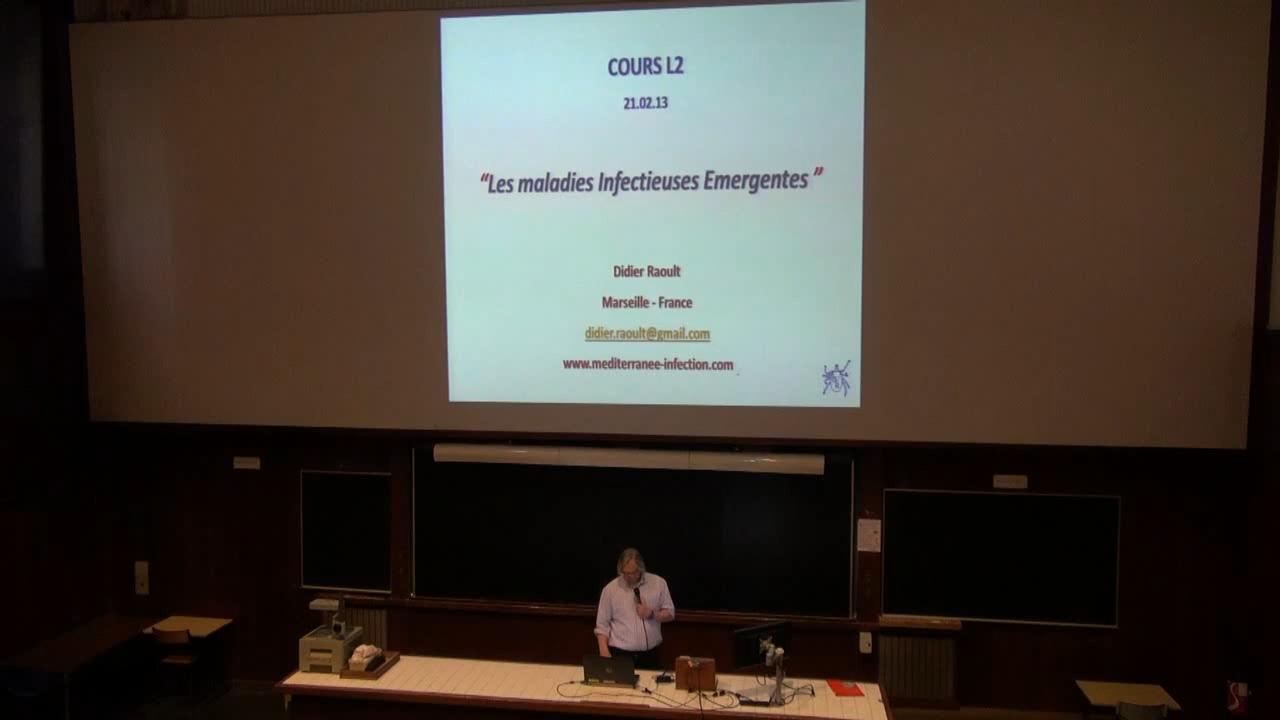 COURS L2
21.02.13
“Les maladies Infectieuses Emergentes ”
Didier Raoult
Marseille - France
didier.raoult@gmail.com
www.mediterranee-infection.com